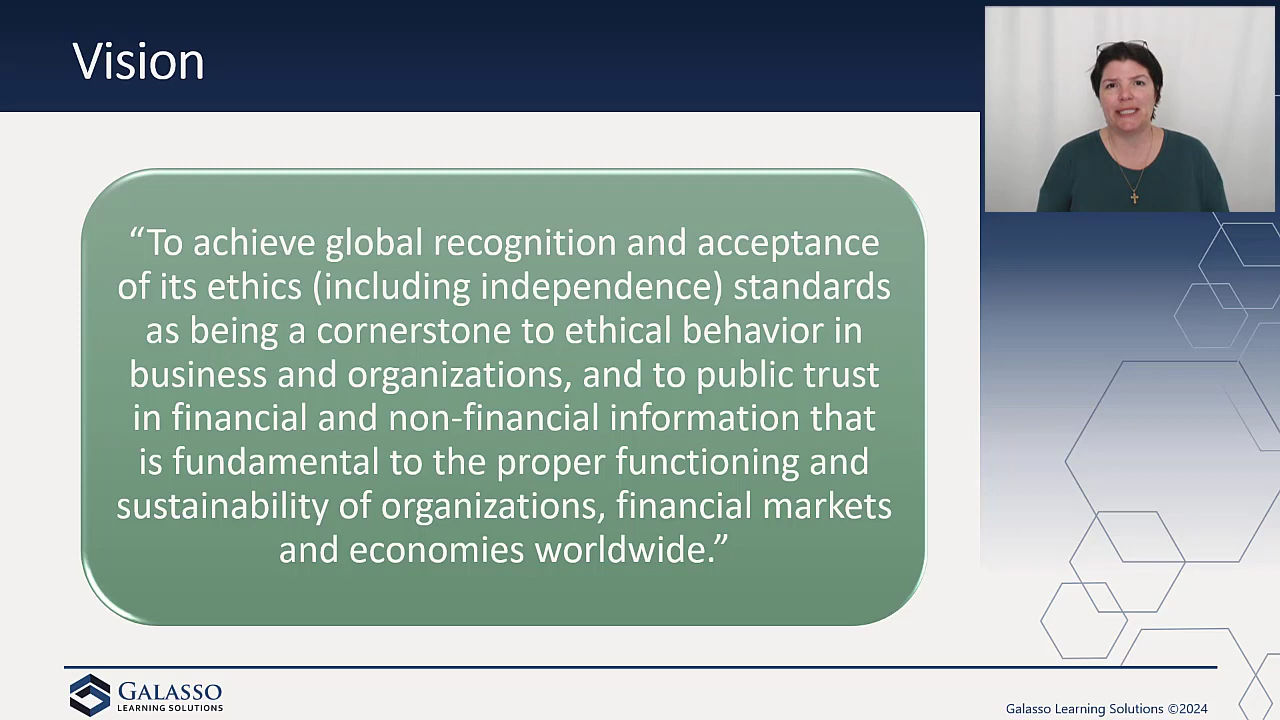 Vision
“To achieve global recognition and acceptance
of its ethics (including independence) standards
as being a cornerstone to ethical behavior in
business and organizations, and to public trust
in financial and non-financial information that
is fundamental to the proper functioning and
sustainability of organizations, financial markets
and economies worldwide.”
GALASSO
LEARNING SOLUTIONS
Galasso Learning Solutions ©2024